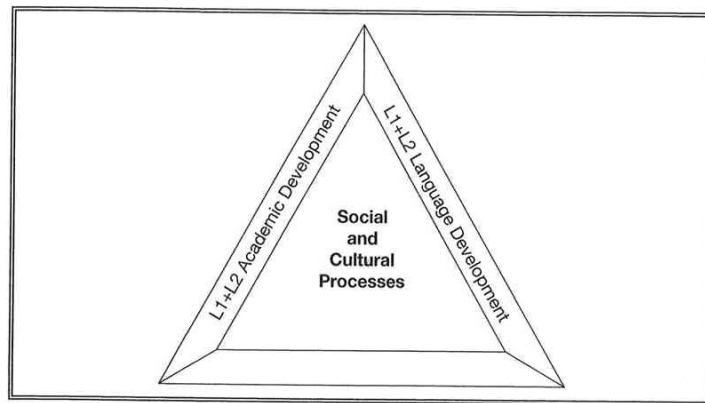 L1+L2 Academic Development
L1+L2 Language Development
Social
and
Cultural
Processes